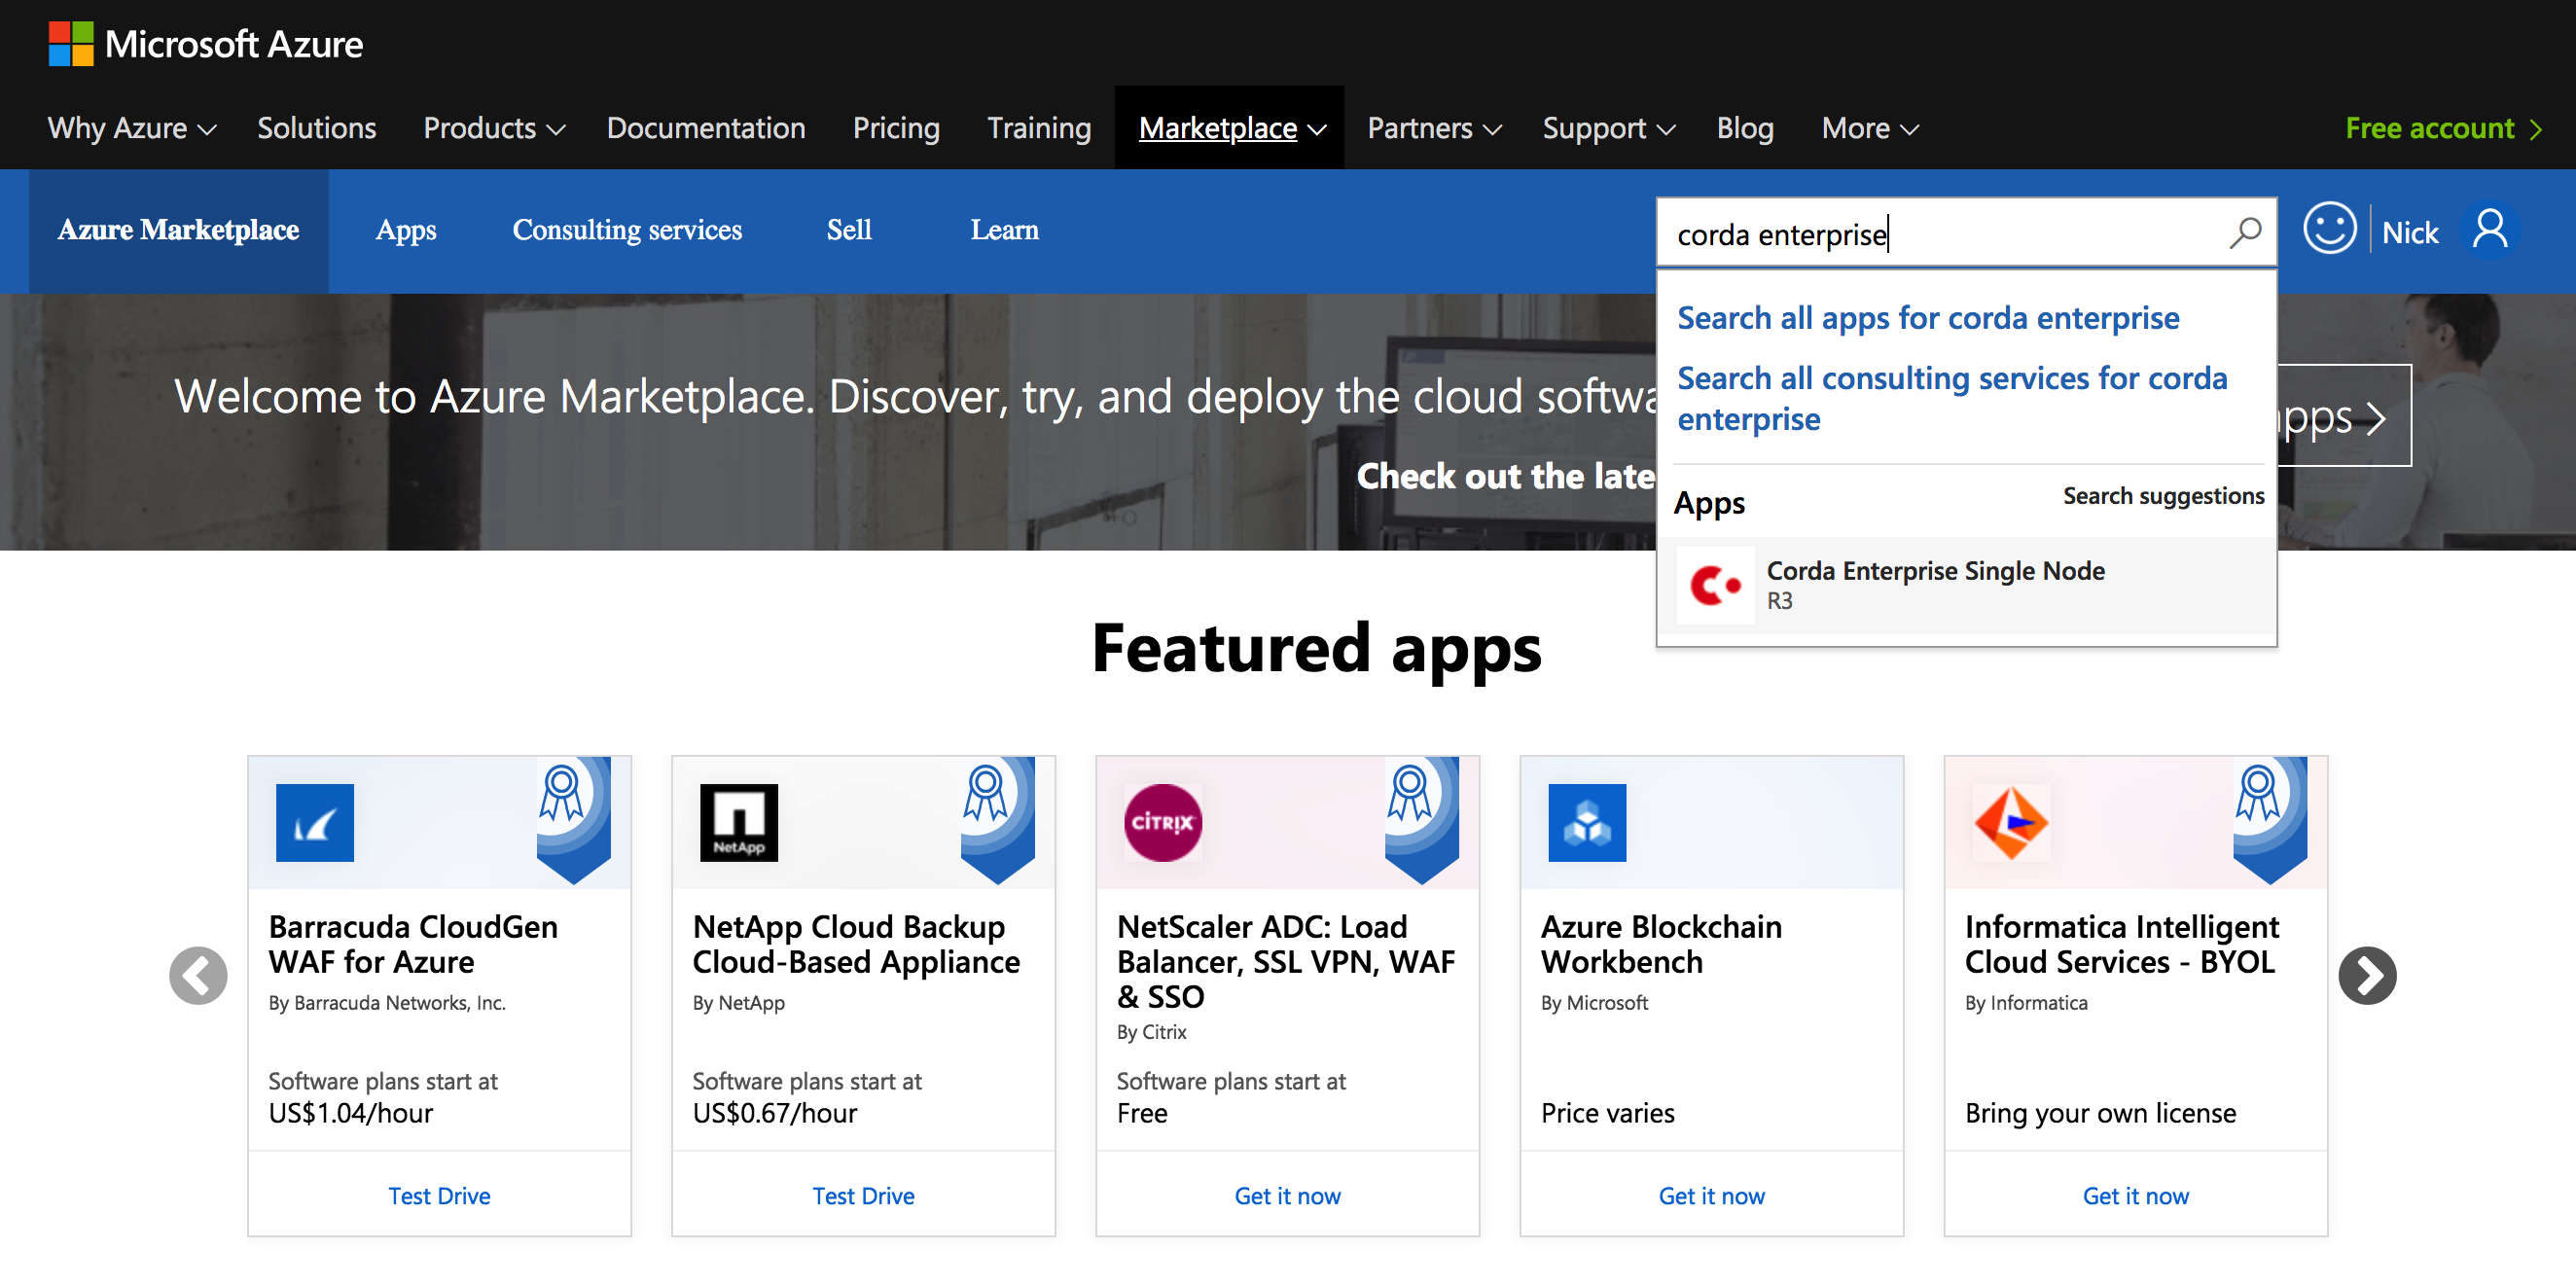 Microsoft Azure
Why Azure Solutions Products Documentation Pricing Training Marketplace Partners Support Blog More Free account
Azure Marketplace Apps Consulting services Sell Learn
corda enterprise
Nick
Search all apps for corda enterprise
Search all consulting services for corda
enterprise
Welcome to Azure Marketplace. Discover, try, and deploy the cloud softwa
pps
Check out the late
Apps
Search suggestions
Corda Enterprise Single Node
R3
Featured apps
Barracuda CloudGen
WAF for Azure
By Barracuda Networks, Inc.
Software plans start at
US$1.04/hour
Test Drive
NetApp
NetApp Cloud Backup
Cloud-Based Appliance
By NetApp
Software plans start at
US$0.67/hour
Test Drive
CİTRIX
NetScaler ADC: Load
Balancer, SSL VPN, WAF
& SSO
By Citrix
Software plans start at
Free
Get it now
Azure Blockchain
Workbench
By Microsoft
Price varies
Get it now
Informatica Intelligent
Cloud Services - BYOL
By Informatica
Bring your own license
Get it now